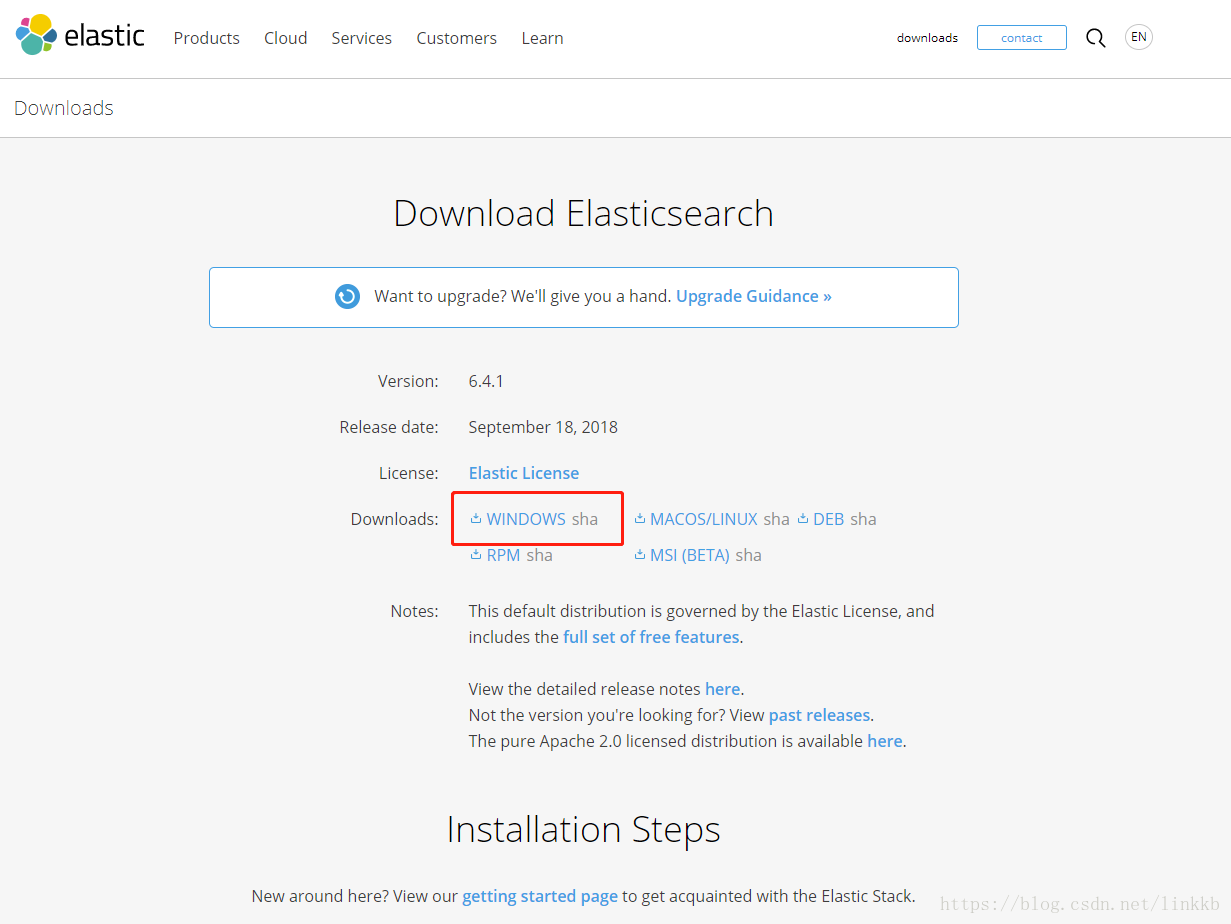 elastic Products Cloud Services Customers Learn downloads contact EN
Downloads
Download Elasticsearch
Want to upgrade? We'll give you a hand. Upgrade Guidance »
Version: 6.4.1
Release date: September 18, 2018
License: Elastic License
Downloads: WINDOWS sha MACOS/LINUX sha DEB sha
RPM sha MSI (BETA) sha
Notes: This default distribution is governed by the Elastic License, and
includes the full set of free features.
View the detailed release notes here.
Not the version you're looking for? View past releases.
The pure Apache 2.0 licensed distribution is available here.
Installation Steps
New around here? View our getting started page to get acquainted with the Elastic Stack.
https://blog.csdn.net/linkkb